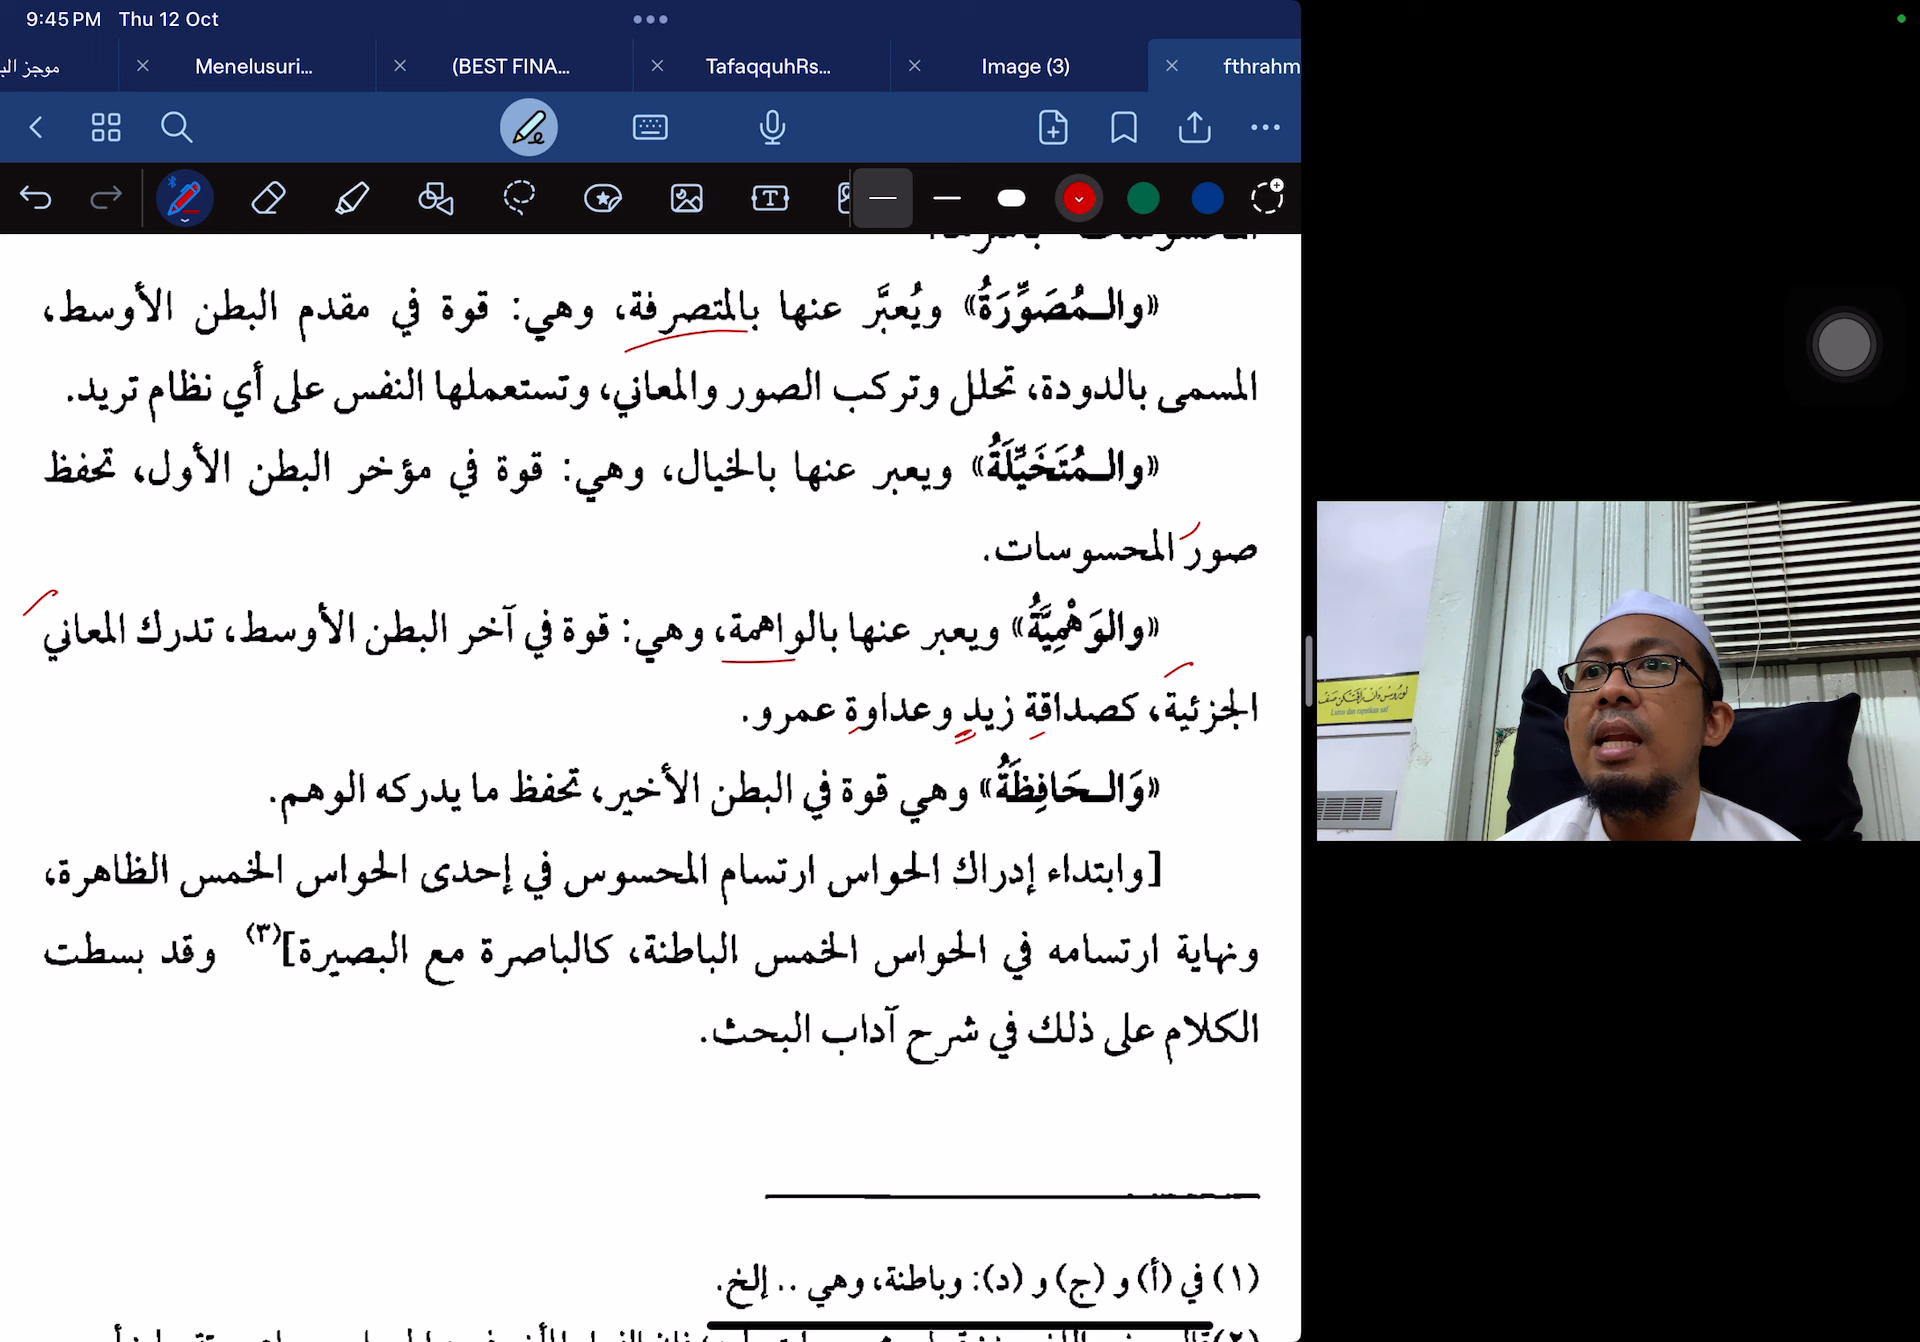 9:45 PM Thu 12 Oct
Menelusuri...
(BEST FINA...
TafaqquhRs...
Image (3)
fthrahm
«والـمُصَوِّرَةُ» ويُعبَّر عنها بالمتصرفة، وهي: قوة في مقدم البطن الأوسط،
المسمى بالدودة، تحلل وتركب الصور والمعاني، وتستعملها النفس على أي نظام تريد.
«والـمُتَخَيِّلَةُ» ويعبر عنها بالخيال، وهي: قوة في مؤخر البطن الأول، تحفظ
صور المحسوسات.
«والوَهْمِيَّةُ» ويعبر عنها بالواهمة، وهي: قوة في آخر البطن الأوسط، تدرك المعاني
الجزئية، كصداقة زيد وعداوة عمرو.
«وَالـحَافِظَةُ» وهي قوة في البطن الأخير، تحفظ ما يدركه الوهم.
[وابتداء إدراك الحواس ارتسام المحسوس في إحدى الحواس الخمس الظاهرة،
ونهاية ارتسامه في الحواس الخمس الباطنة، كالباصرة مع البصيرة](٣) وقد بسطت
الكلام على ذلك في شرح آداب البحث.
(١) في (أ) و (ج) و (د): وباطنة، وهي .. إلخ.
Lurus dan rapatkan saf